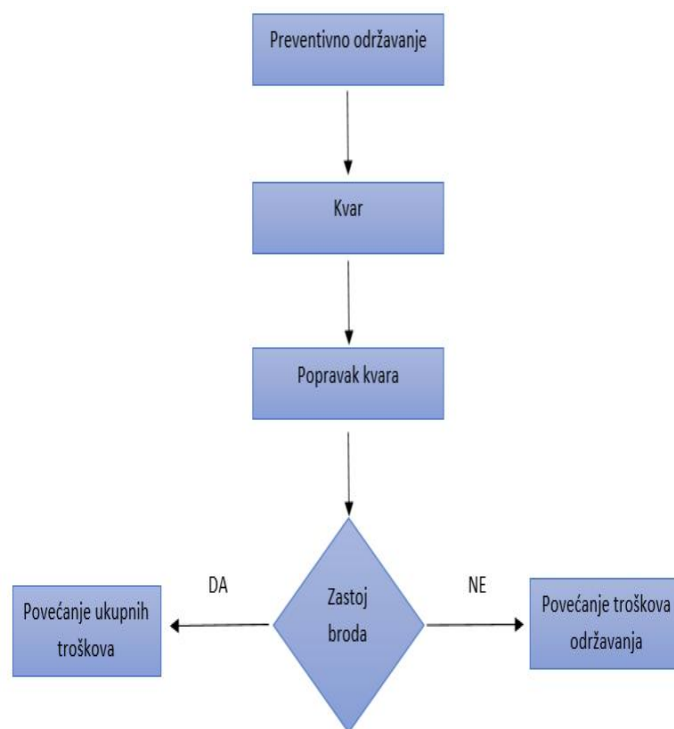 Preventivno održavanje
Kvar
Popravak kvara
DA
NE
Zastoj
broda
Povećanje ukupnih
troškova
Povećanje troškova
održavanja